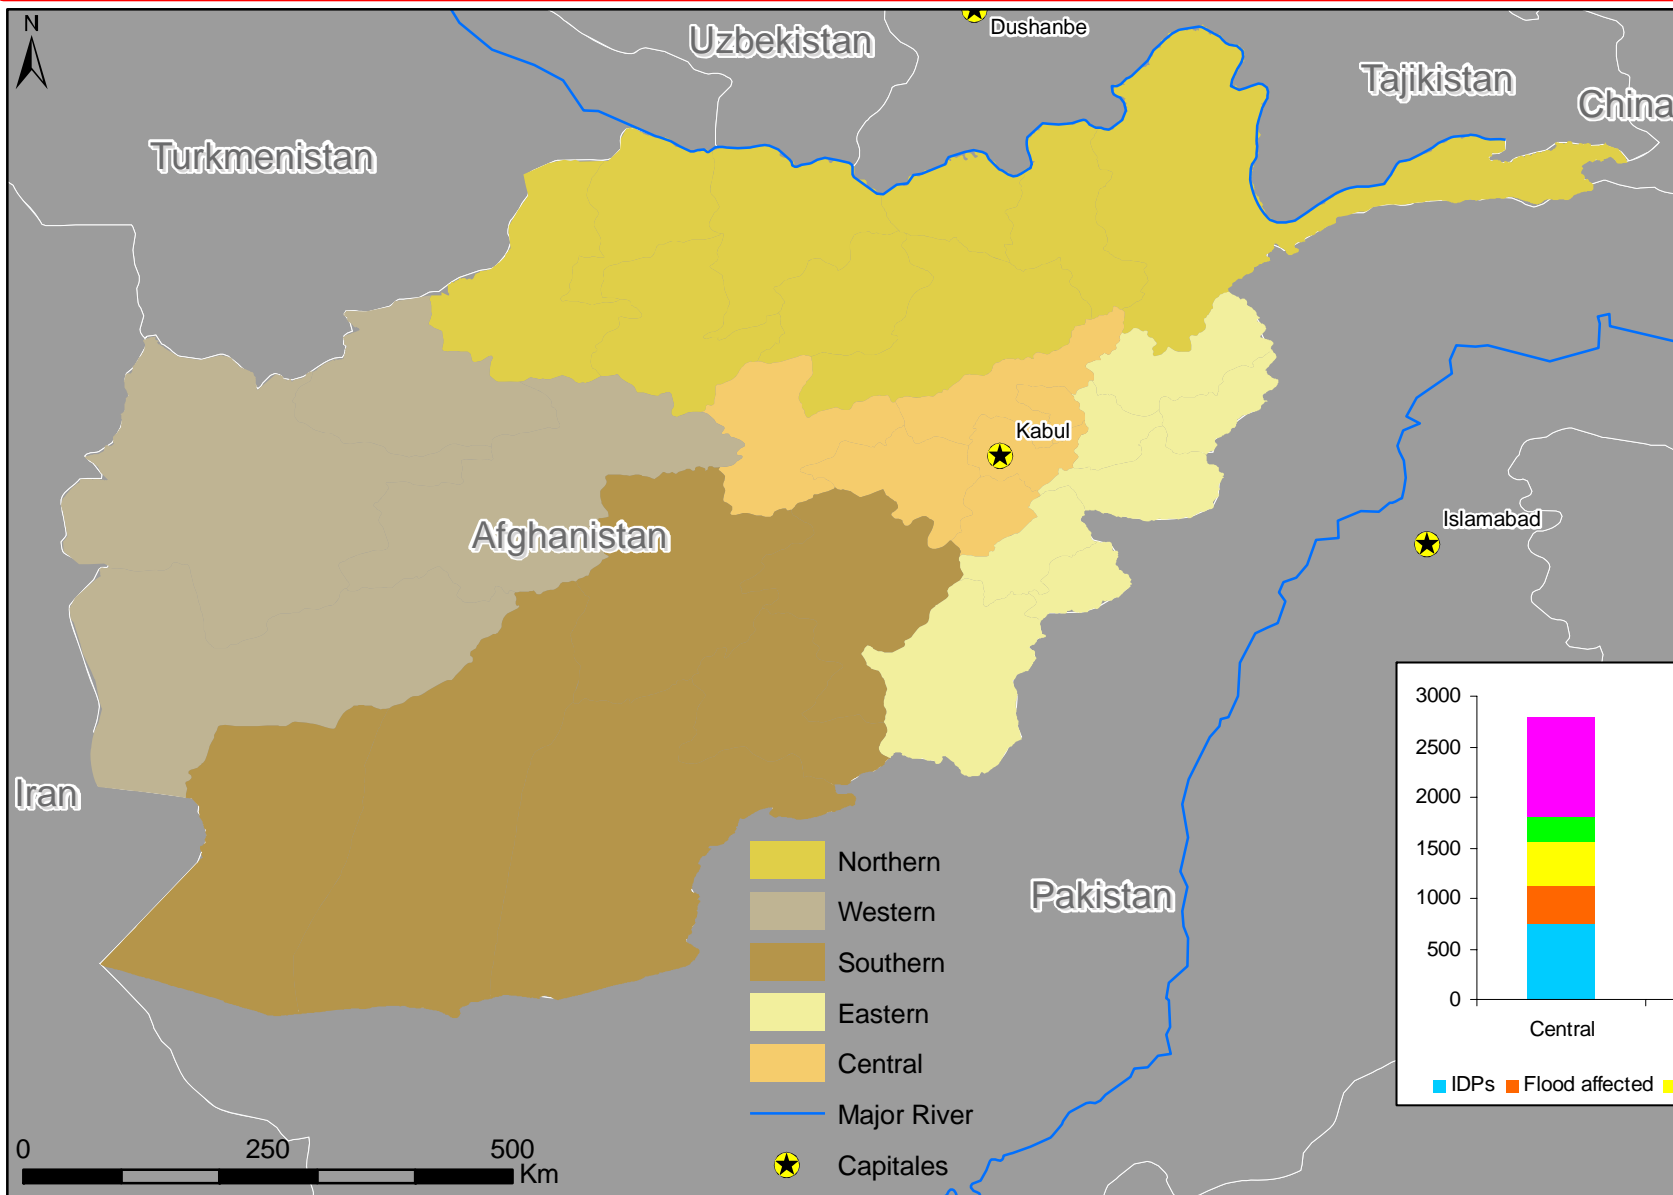 N
Dushanbe
Uzbekistan
Tajikistan
China
Turkmenistan
Kabul
Islamabad
Afghanistan
Iran
Pakistan
Northern
Western
Southern
Eastern
Central
Major River
Capitales
0 250 500
Km
3000
2500
2000
1500
1000
500
0
Central
IDPs Flood affected